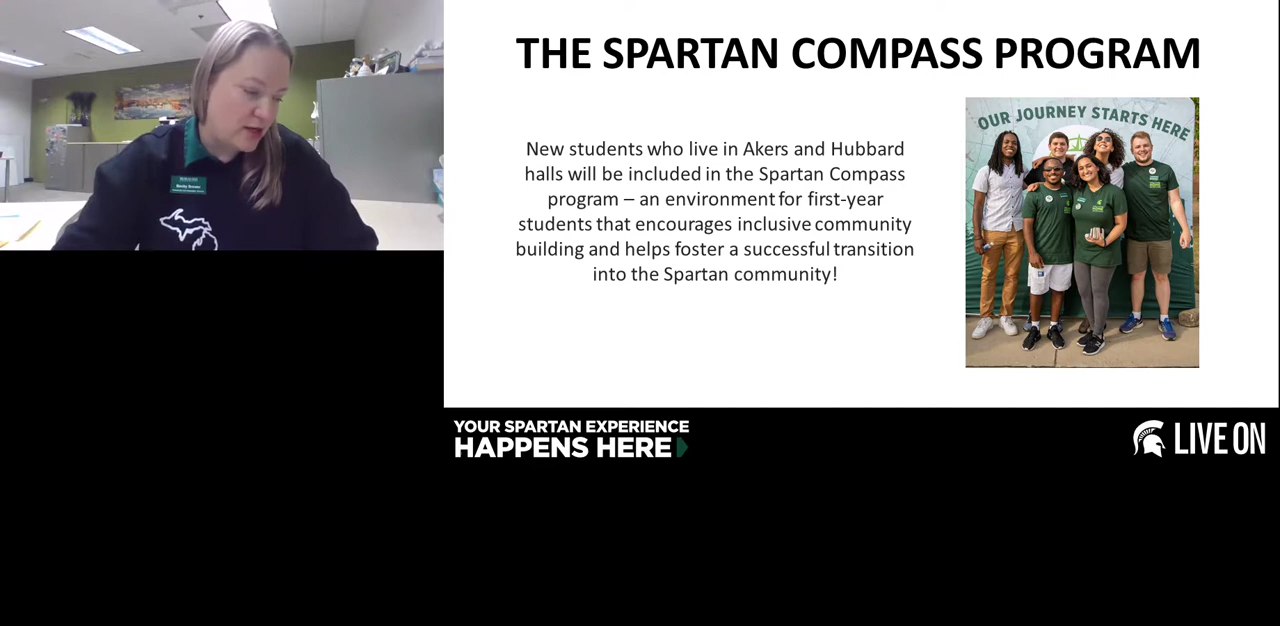 THE SPARTAN COMPASS PROGRAM
New students who live in Akers and Hubbard
halls will be included in the Spartan Compass
program – an environment for first-year
students that encourages inclusive community
building and helps foster a successful transition
into the Spartan community!
OUR JOURNEY STARTS HERE
YOUR SPARTAN EXPERIENCE
HAPPENS HERE
LIVE ON